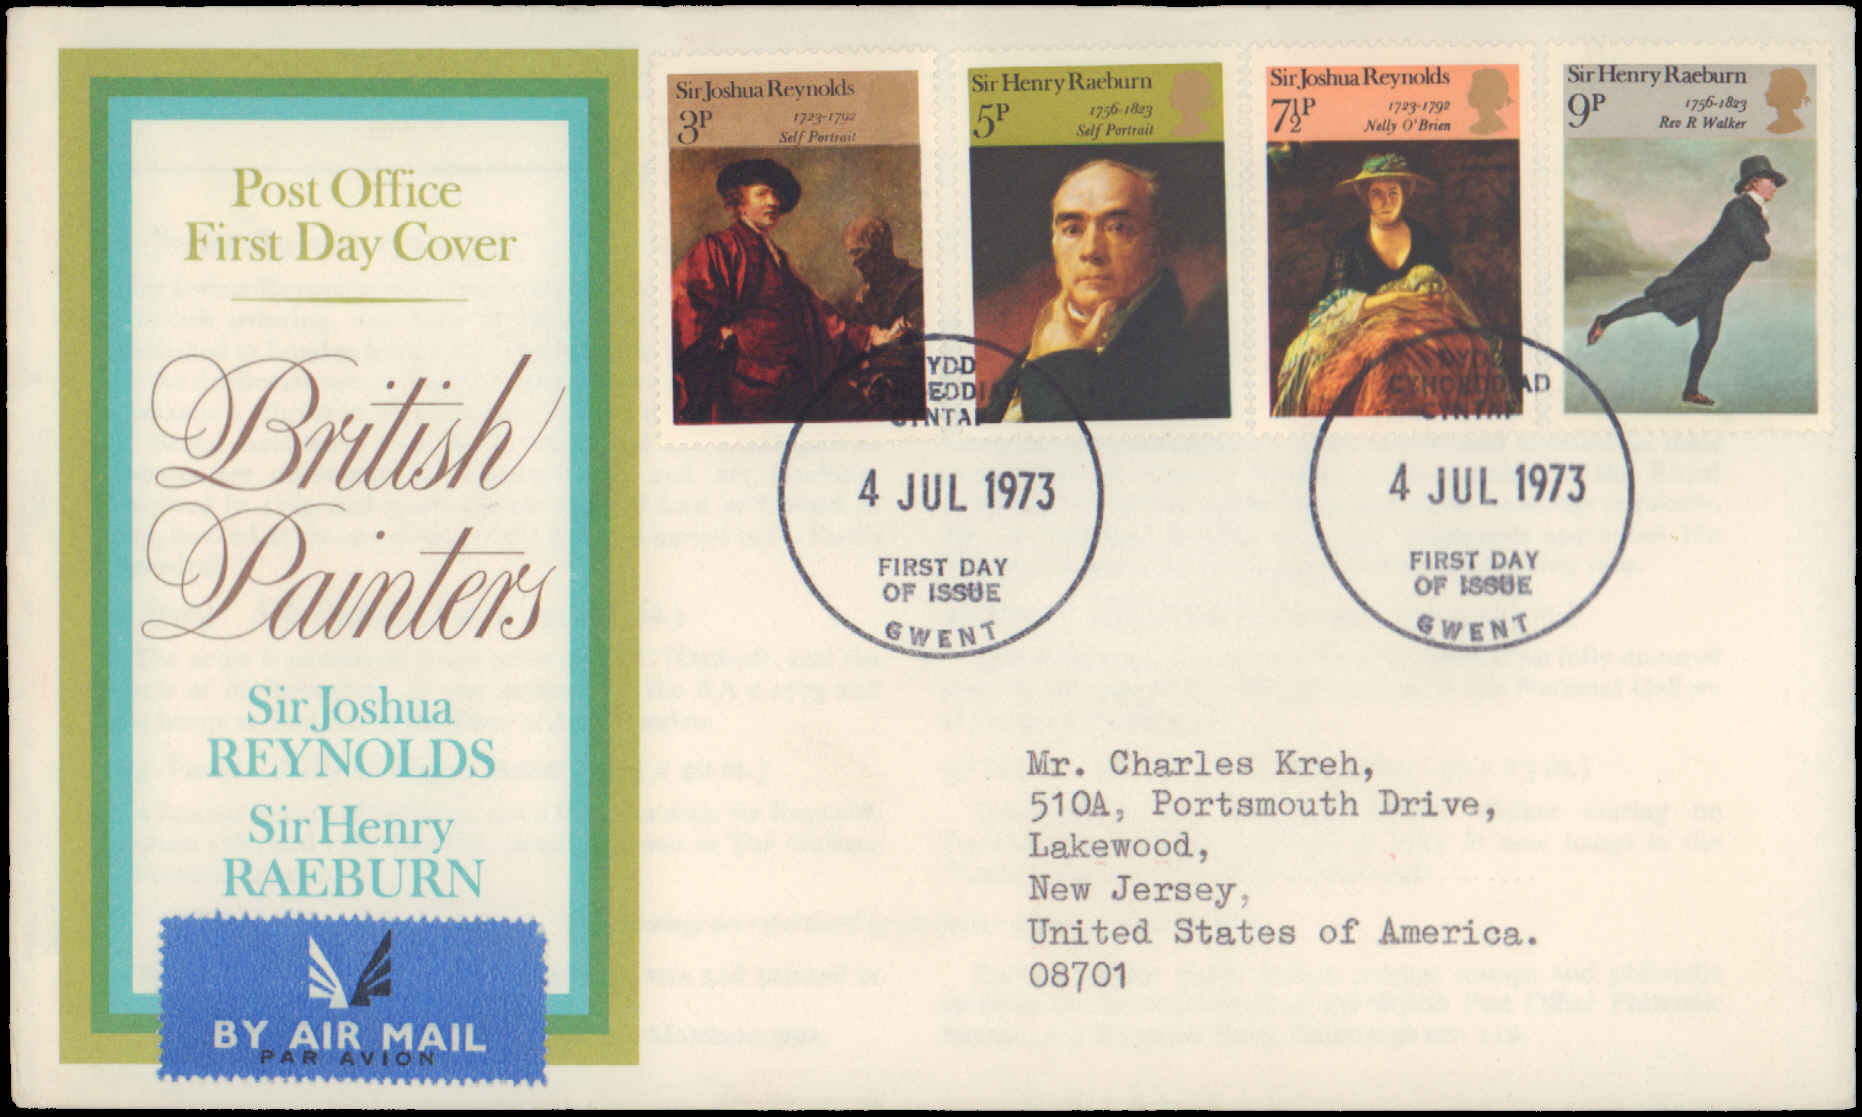 Post Office
First Day Cover
British
Painters
Sir Joshua
REYNOLDS
Sir Henry
RAEBURN
BY AIR MAIL
PAR AVION
Sir Joshua Reynolds
3P
1723-1792
Self Portrait
Sir Henry Raeburn
5P
1756-1823
Self Portrait
Sir Joshua Reynolds
7½P
1723-1792
Nelly O'Brien
Sir Henry Raeburn
9P
1756-1823
Rev R Walker
4 JUL 1973
FIRST DAY
OF ISSUE
GWENT
4 JUL 1973
FIRST DAY
OF ISSUE
GWENT
Mr. Charles Kreh,
510A, Portsmouth Drive,
Lakewood,
New Jersey,
United States of America.
08701